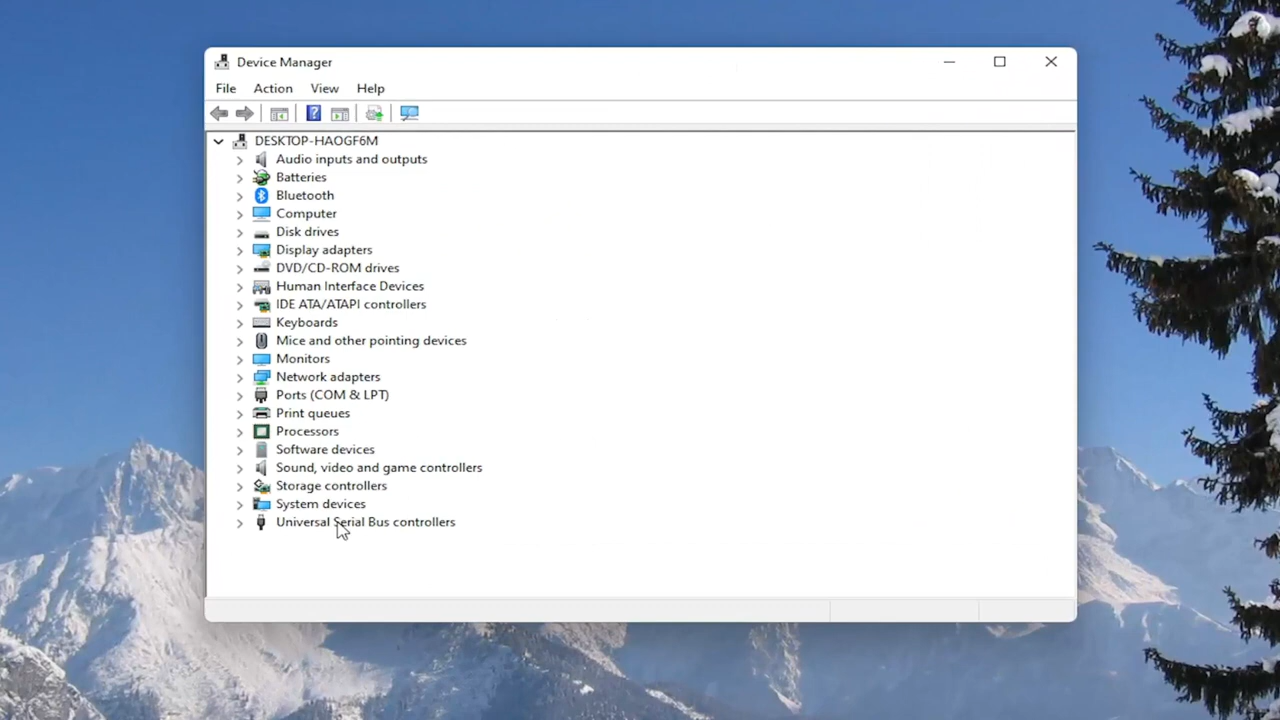 Device Manager
File Action View Help
DESKTOP-HAOGF6M
Audio inputs and outputs
Batteries
Bluetooth
Computer
Disk drives
Display adapters
DVD/CD-ROM drives
Human Interface Devices
IDE ATA/ATAPI controllers
Keyboards
Mice and other pointing devices
Monitors
Network adapters
Ports (COM & LPT)
Print queues
Processors
Software devices
Sound, video and game controllers
Storage controllers
System devices
Universal Serial Bus controllers